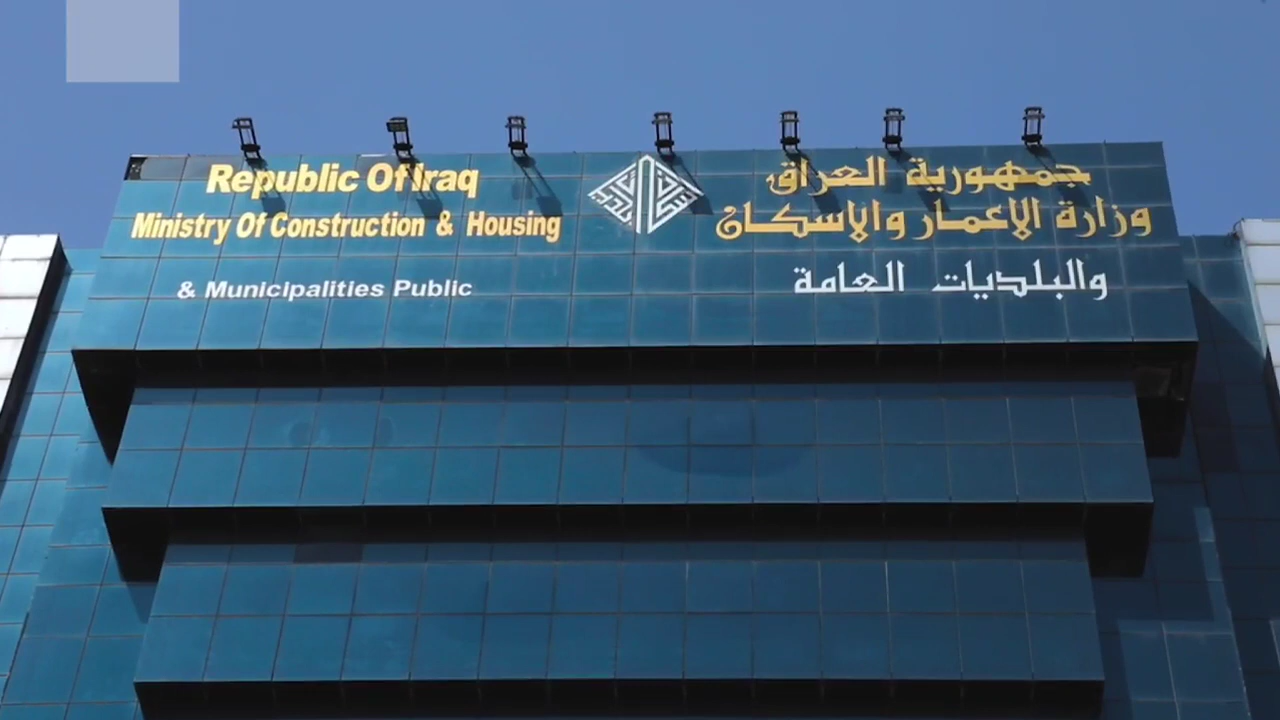 Republic Of Iraq
Ministry Of Construction & Housing
& Municipalities Public
جمهورية العراق
وزارة الاعمار والاسكان
والبلديات العامة